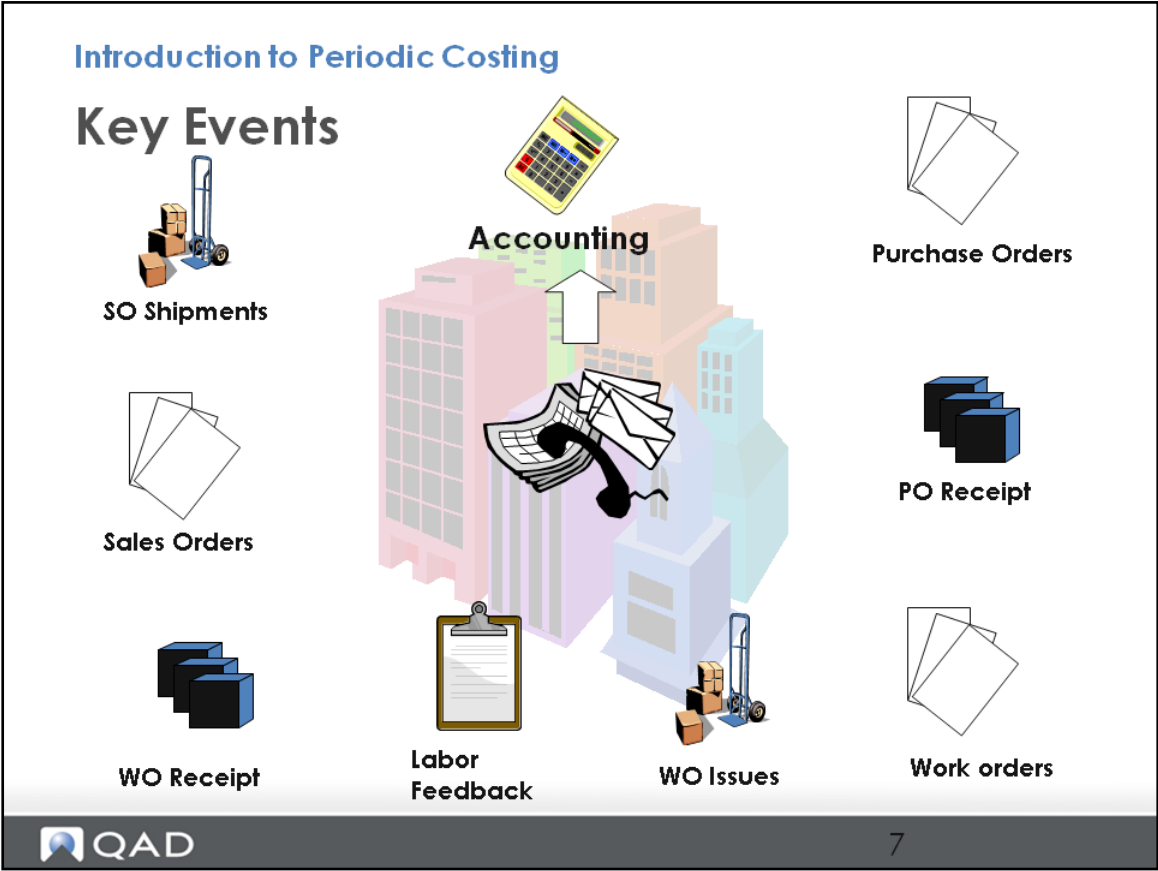 Introduction to Periodic Costing
Key Events
Accounting
Purchase Orders
SO Shipments
PO Receipt
Sales Orders
WO Receipt
Labor
Feedback
WO Issues
Work orders
QAD
7